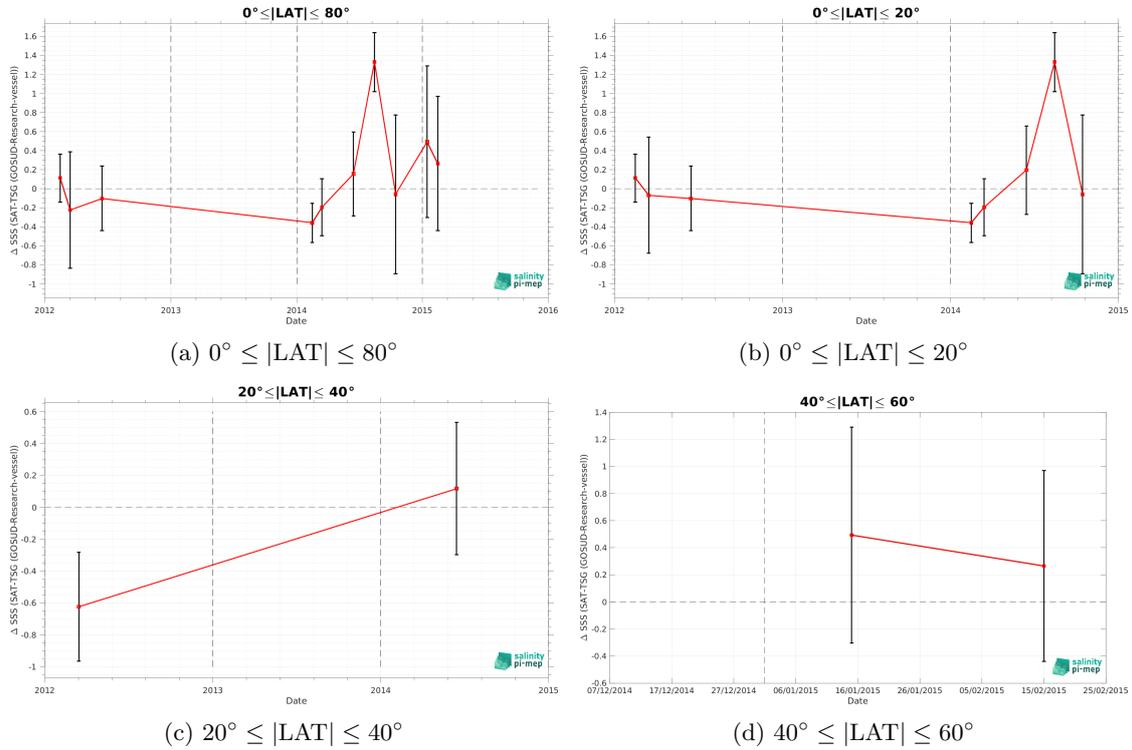 0°≤|LAT|≤ 80°
Δ SSS (SAT-TSG (GOSUD-Research-vessel))
1.6
1.4
1.2
1
0.8
0.6
0.4
0.2
0
-0.2
-0.4
-0.6
-0.8
-1
2012 2013 2014 2015 2016
Date
salinity
pi-mep
(a) 0° ≤ |LAT| ≤ 80°
0°≤|LAT|≤ 20°
Δ SSS (SAT-TSG (GOSUD-Research-vessel))
1.6
1.4
1.2
1
0.8
0.6
0.4
0.2
0
-0.2
-0.4
-0.6
-0.8
-1
2012 2013 2014 2015
Date
salinity
pi-mep
(b) 0° ≤ |LAT| ≤ 20°
20°≤|LAT|≤ 40°
Δ SSS (SAT-TSG (GOSUD-Research-vessel))
0.6
0.4
0.2
0
-0.2
-0.4
-0.6
-0.8
-1
2012 2013 2014 2015
Date
salinity
pi-mep
(c) 20° ≤ |LAT| ≤ 40°
40°≤|LAT|≤ 60°
Δ SSS (SAT-TSG (GOSUD-Research-vessel))
1.4
1.2
1
0.8
0.6
0.4
0.2
0
-0.2
-0.4
-0.6
07/12/2014 17/12/2014 27/12/2014 06/01/2015 16/01/2015 26/01/2015 05/02/2015 15/02/2015 25/02/2015
Date
salinity
pi-mep
(d) 40° ≤ |LAT| ≤ 60°